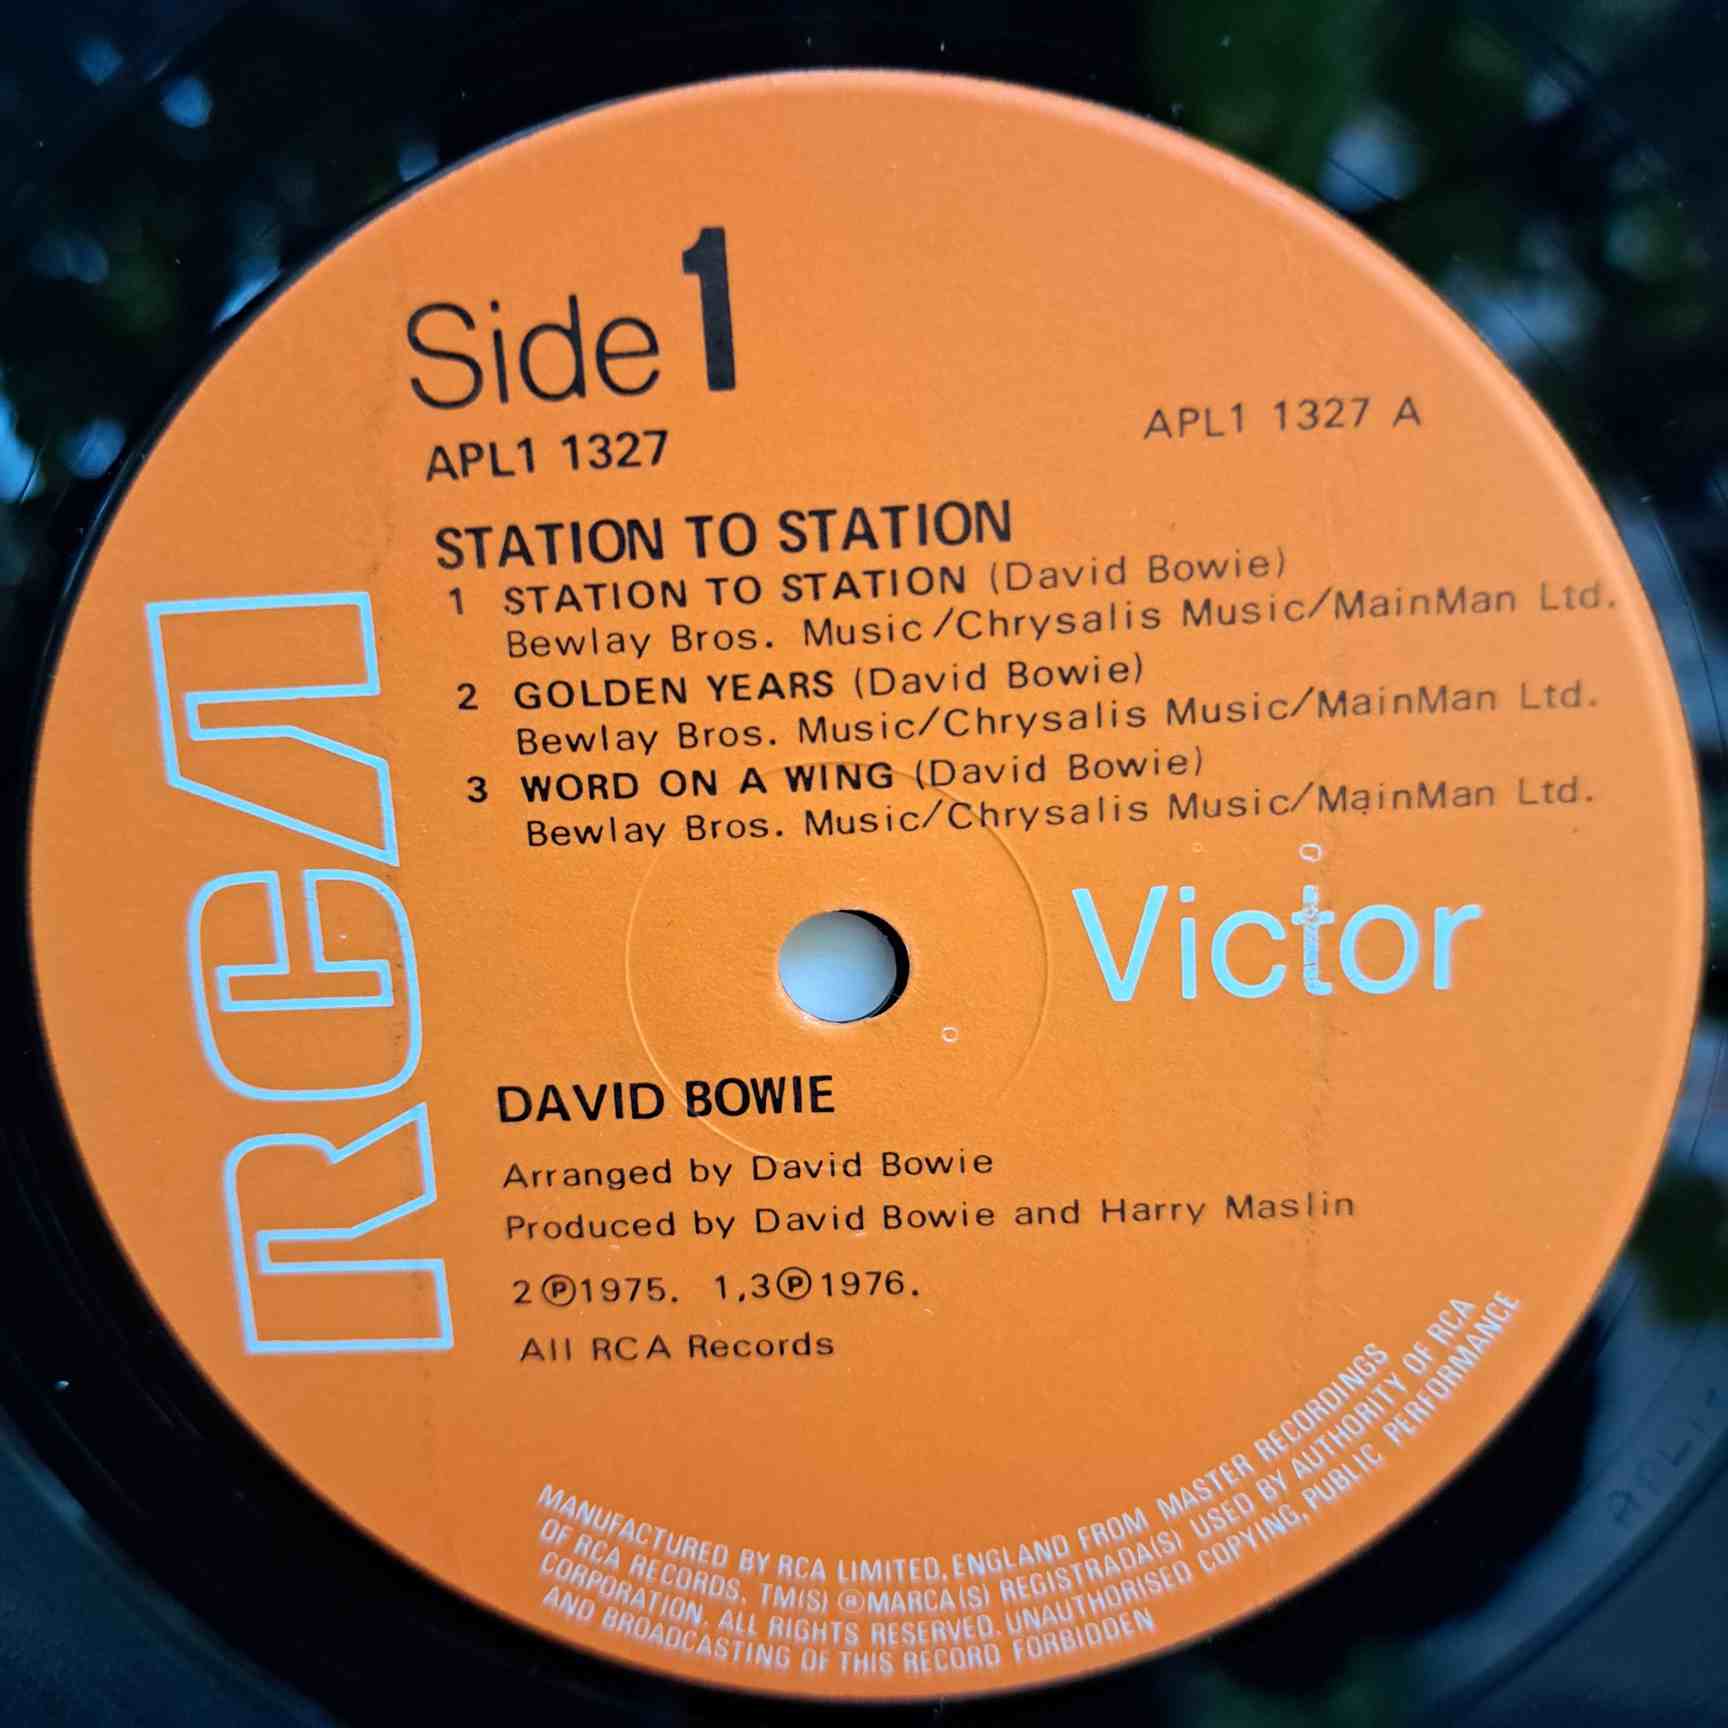 Side 1
APL1 1327
APL1 1327 A
STATION TO STATION
1 STATION TO STATION (David Bowie)
Bewlay Bros. Music/Chrysalis Music/MainMan Ltd.
2 GOLDEN YEARS (David Bowie)
Bewlay Bros. Music/Chrysalis Music/MainMan Ltd.
3 WORD ON A WING (David Bowie)
Bewlay Bros. Music/Chrysalis Music/MainMan Ltd.
RCA
Victor
DAVID BOWIE
Arranged by David Bowie
Produced by David Bowie and Harry Maslin
2 ℗1975. 1,3℗1976.
All RCA Records
MANUFACTURED BY RCA LIMITED, ENGLAND FROM MASTER RECORDINGS
OF RCA RECORDS. TM(S) ® MARCA(S) REGISTRADA(S) USED BY AUTHORITY OF RCA
CORPORATION. ALL RIGHTS RESERVED. UNAUTHORISED COPYING, PUBLIC PERFORMANCE
AND BROADCASTING OF THIS RECORD FORBIDDEN